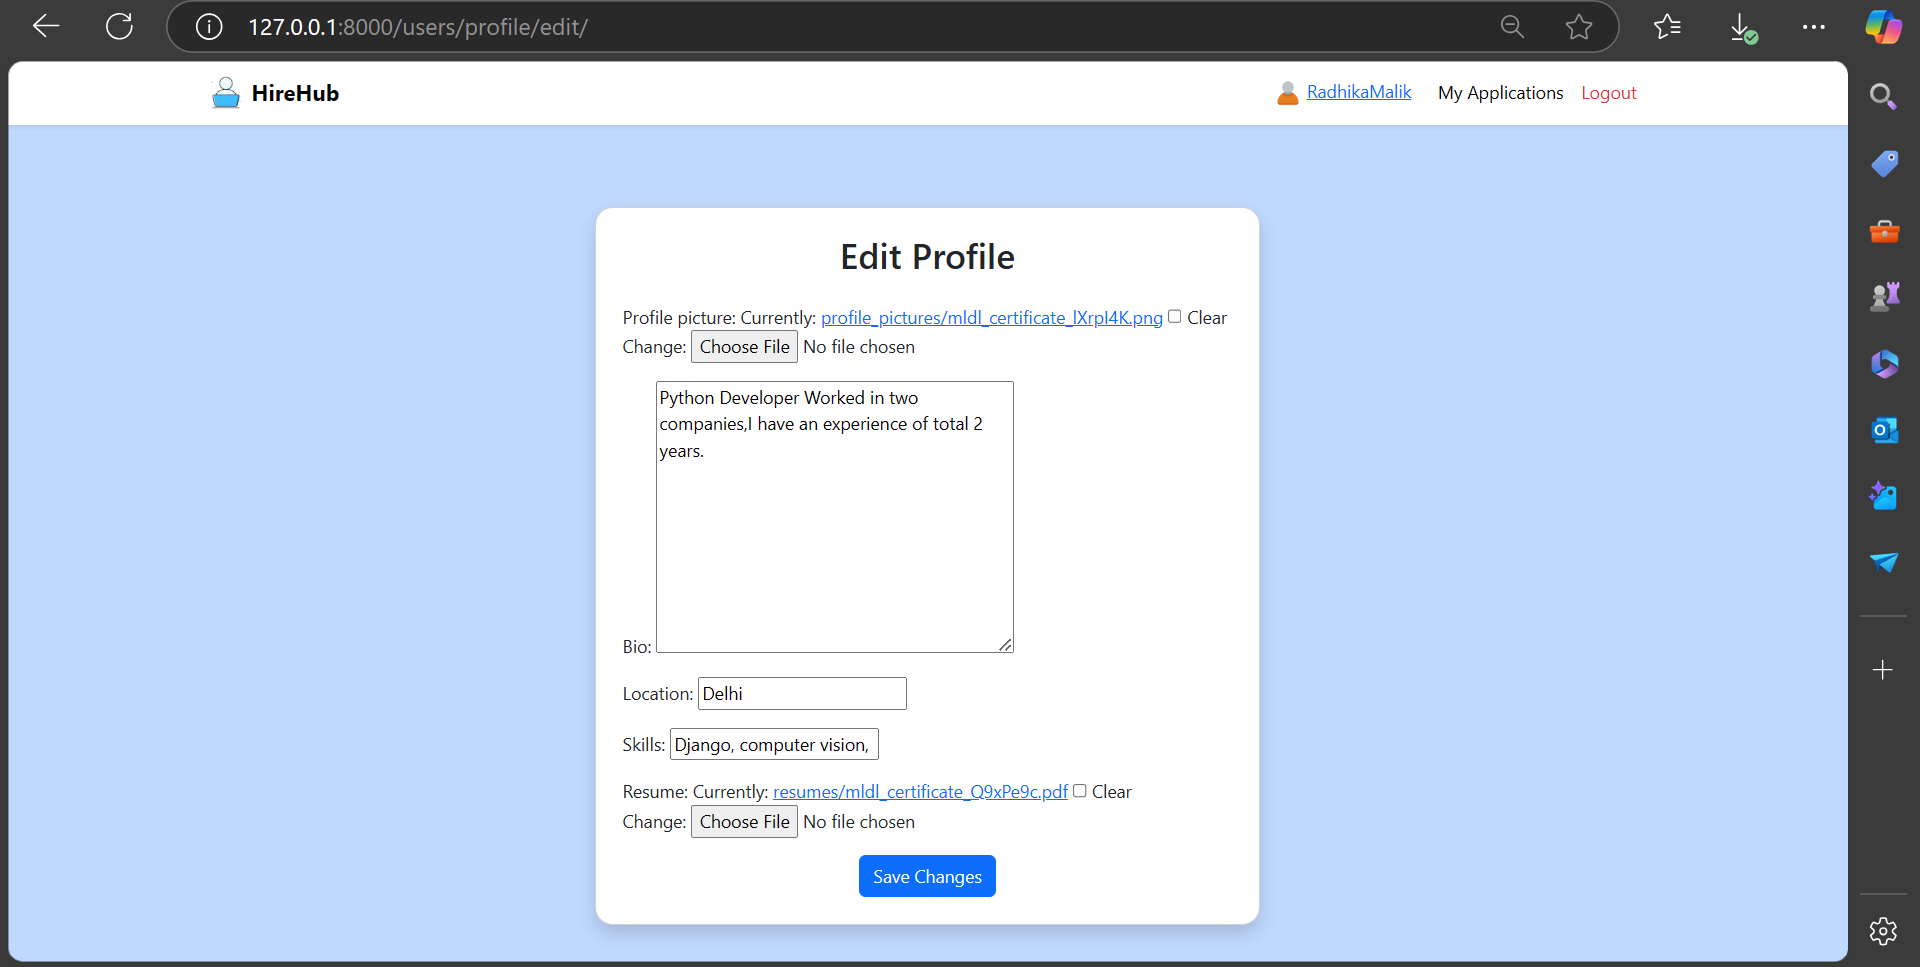 127.0.0.1:8000/users/profile/edit/
HireHub
RadhikaMalik My Applications Logout
Edit Profile
Profile picture: Currently: profile_pictures/mldl_certificate_lXrpI4K.png Clear
Change: Choose File No file chosen
Python Developer Worked in two
companies,I have an experience of total 2
years.
Bio:
Location: Delhi
Skills: Django, computer vision,
Resume: Currently: resumes/mldl_certificate_Q9xPe9c.pdf Clear
Change: Choose File No file chosen
Save Changes